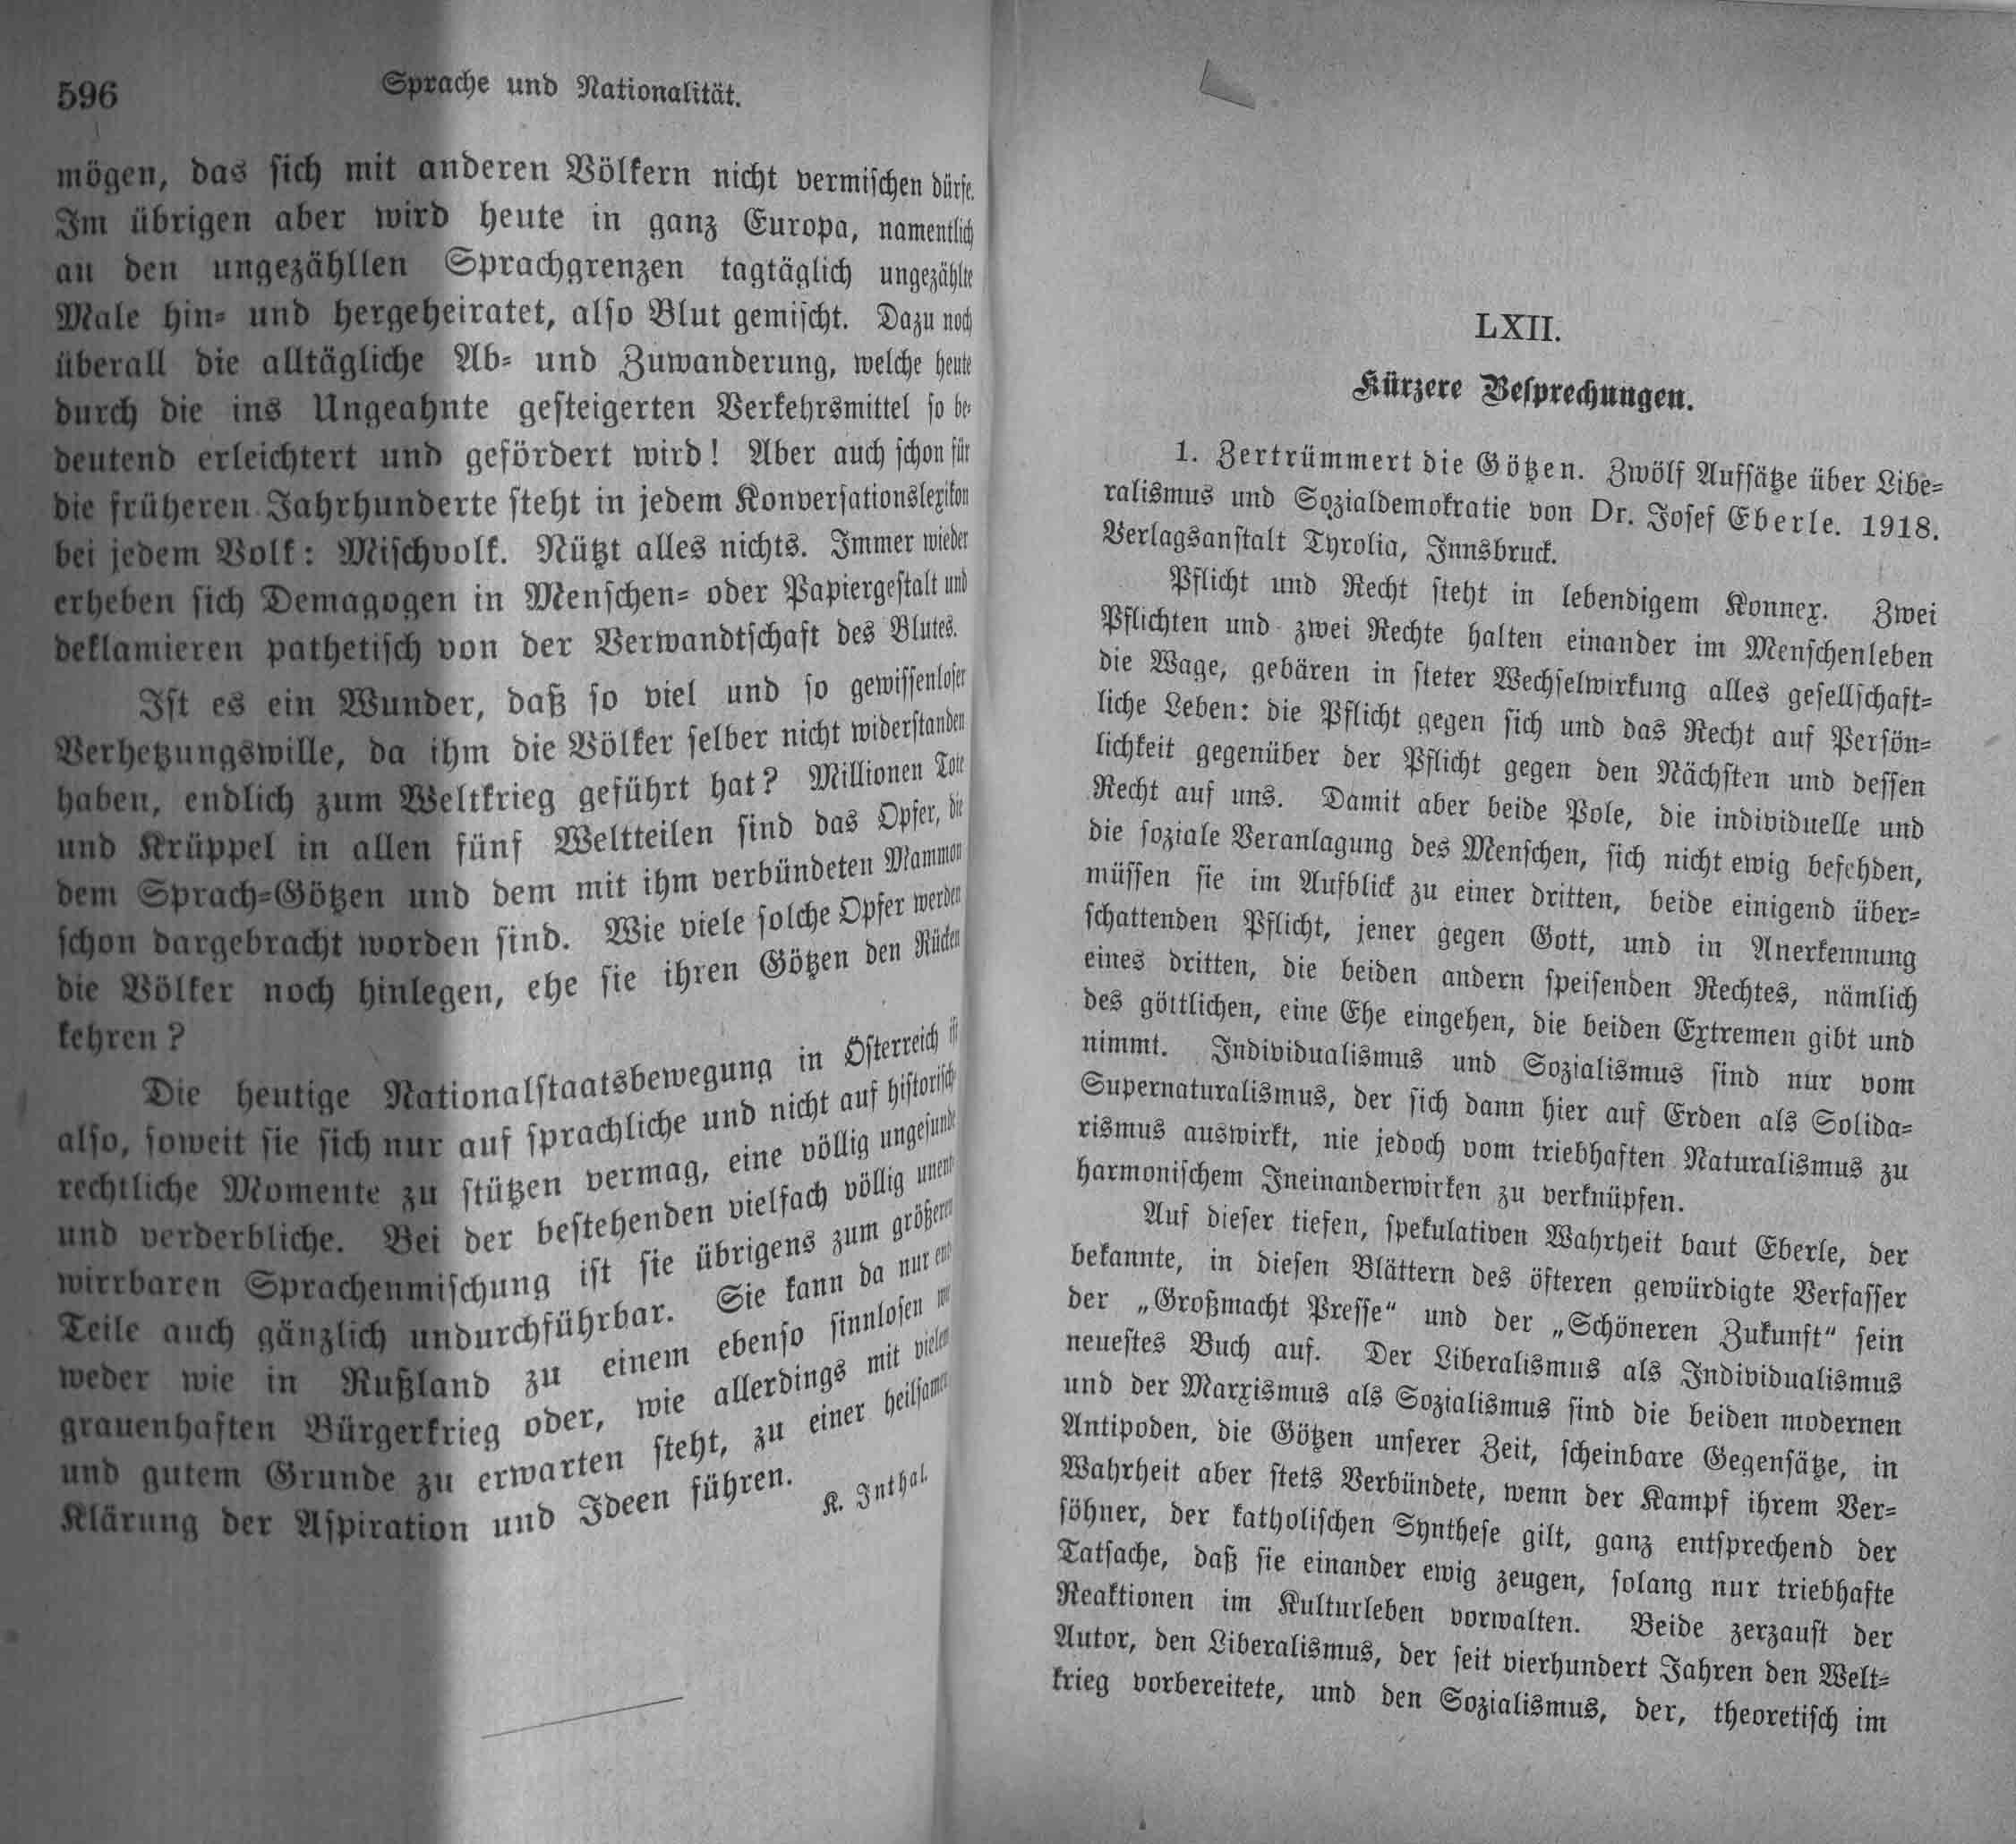 596
Sprache und Nationalität.
mögen, das sich mit anderen Völkern nicht vermischen dürfe.
Im übrigen aber wird heute in ganz Europa, namentlich
an den ungezählten Sprachgrenzen tagtäglich ungezählte
Male hin- und hergeheiratet, also Blut gemischt. Dazu noch
überall die alltägliche Ab- und Zuwanderung, welche heute
durch die ins Ungeahnte gesteigerten Verkehrsmittel so be-
deutend erleichtert und gefördert wird! Aber auch schon für
die früheren Jahrhunderte steht in jedem Konversationslexikon
bei jedem Volk: Mischvolk. Nützt alles nichts. Immer wieder
erheben sich Demagogen in Menschen- oder Papiergestalt und
deklamieren pathetisch von der Verwandtschaft des Blutes.
Ist es ein Wunder, daß so viel und so gewissenloser
Verhetzungswille, da ihm die Völker selber nicht widerstanden
haben, endlich zum Weltkrieg geführt hat? Millionen Tote
und Krüppel in allen fünf Weltteilen sind das Opfer, die
dem Sprach-Götzen und dem mit ihm verbündeten Mammon
schon dargebracht worden sind. Wie viele solche Opfer werden
die Völker noch hinlegen, ehe sie ihren Götzen den Rücken
kehren?
Die heutige Nationalstaatsbewegung in Österreich ist
also, soweit sie sich nur auf sprachliche und nicht auf historisch
rechtliche Momente zu stützen vermag, eine völlig ungesunde
und verderbliche. Bei der bestehenden vielfach völlig unent-
wirrbaren Sprachenmischung ist sie übrigens zum größeren
Teile auch gänzlich undurchführbar. Sie kann da nur ent-
weder wie in Rußland zu einem ebenso sinnlosen wie
grauenhaften Bürgerkrieg oder, wie allerdings mit vielem
und gutem Grunde zu erwarten steht, zu einer heilsamen
Klärung der Aspiration und Ideen führen.
K. Inthal.
LXII.
Kürzere Besprechungen.
1. Zertrümmert die Götzen. Zwölf Aufsätze über Libe-
ralismus und Sozialdemokratie von Dr. Josef Eberle. 1918.
Verlagsanstalt Tyrolia, Innsbruck.
Pflicht und Recht steht in lebendigem Konnex. Zwei
Pflichten und zwei Rechte halten einander im Menschenleben
die Wage, gebären in steter Wechselwirkung alles gesellschaft-
liche Leben: die Pflicht gegen sich und das Recht auf Persön-
lichkeit gegenüber der Pflicht gegen den Nächsten und dessen
Recht auf uns. Damit aber beide Pole, die individuelle und
die soziale Veranlagung des Menschen, sich nicht ewig befehden,
müssen sie im Aufblick zu einer dritten, beide einigend über-
schattenden Pflicht, jener gegen Gott, und in Anerkennung
eines dritten, die beiden andern speisenden Rechtes, nämlich
des göttlichen, eine Ehe eingehen, die beiden Extremen gibt und
nimmt. Individualismus und Sozialismus sind nur vom
Supernaturalismus, der sich dann hier auf Erden als Solida-
rismus auswirkt, nie jedoch vom triebhaften Naturalismus zu
harmonischem Ineinanderwirken zu verknüpfen.
Auf dieser tiefen, spekulativen Wahrheit baut Eberle, der
bekannte, in diesen Blättern des öfteren gewürdigte Verfasser
der „Großmacht Presse“ und der „Schöneren Zukunft“ sein
neuestes Buch auf. Der Liberalismus als Individualismus
und der Marxismus als Sozialismus sind die beiden modernen
Antipoden, die Götzen unserer Zeit, scheinbare Gegensätze, in
Wahrheit aber stets Verbündete, wenn der Kampf ihrem Ver-
söhner, der katholischen Synthese gilt, ganz entsprechend der
Tatsache, daß sie einander ewig zeugen, solang nur triebhafte
Reaktionen im Kulturleben vorwalten. Beide zerzaust der
Autor, den Liberalismus, der seit vierhundert Jahren den Welt-
krieg vorbereitete, und den Sozialismus, der, theoretisch im